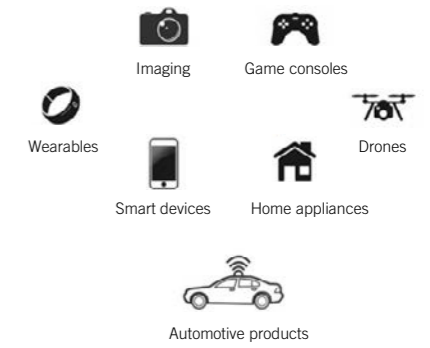 Imaging
Game consoles
Wearables
Drones
Smart devices
Home appliances
Automotive products